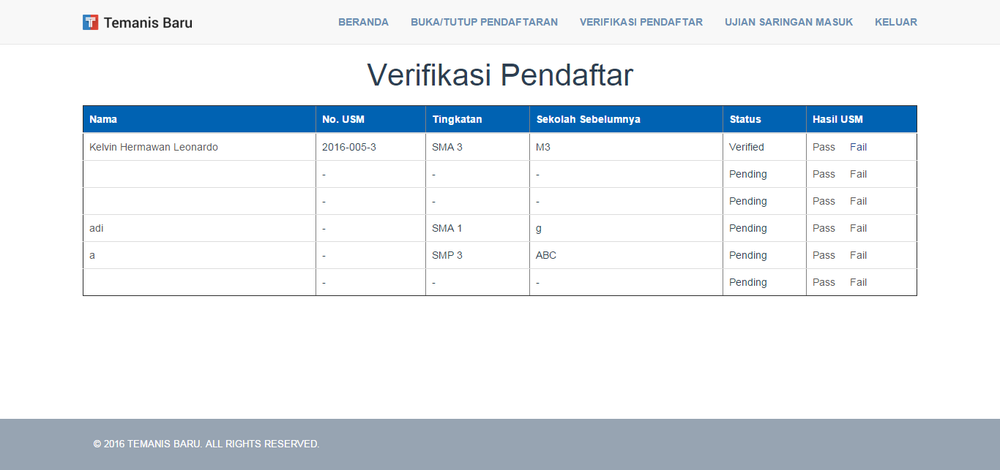 Temanis Baru BERANDA BUKA/TUTUP PENDAFTARAN VERIFIKASI PENDAFTAR UJIAN SARINGAN MASUK KELUAR
Verifikasi Pendaftar
Nama No. USM Tingkatan Sekolah Sebelumnya Status Hasil USM
Kelvin Hermawan Leonardo 2016-005-3 SMA 3 M3 Verified Pass Fail
- - - Pending Pass Fail
- - - Pending Pass Fail
adi - SMA 1 g Pending Pass Fail
a - SMP 3 ABC Pending Pass Fail
- - - Pending Pass Fail
© 2016 TEMANIS BARU. ALL RIGHTS RESERVED.